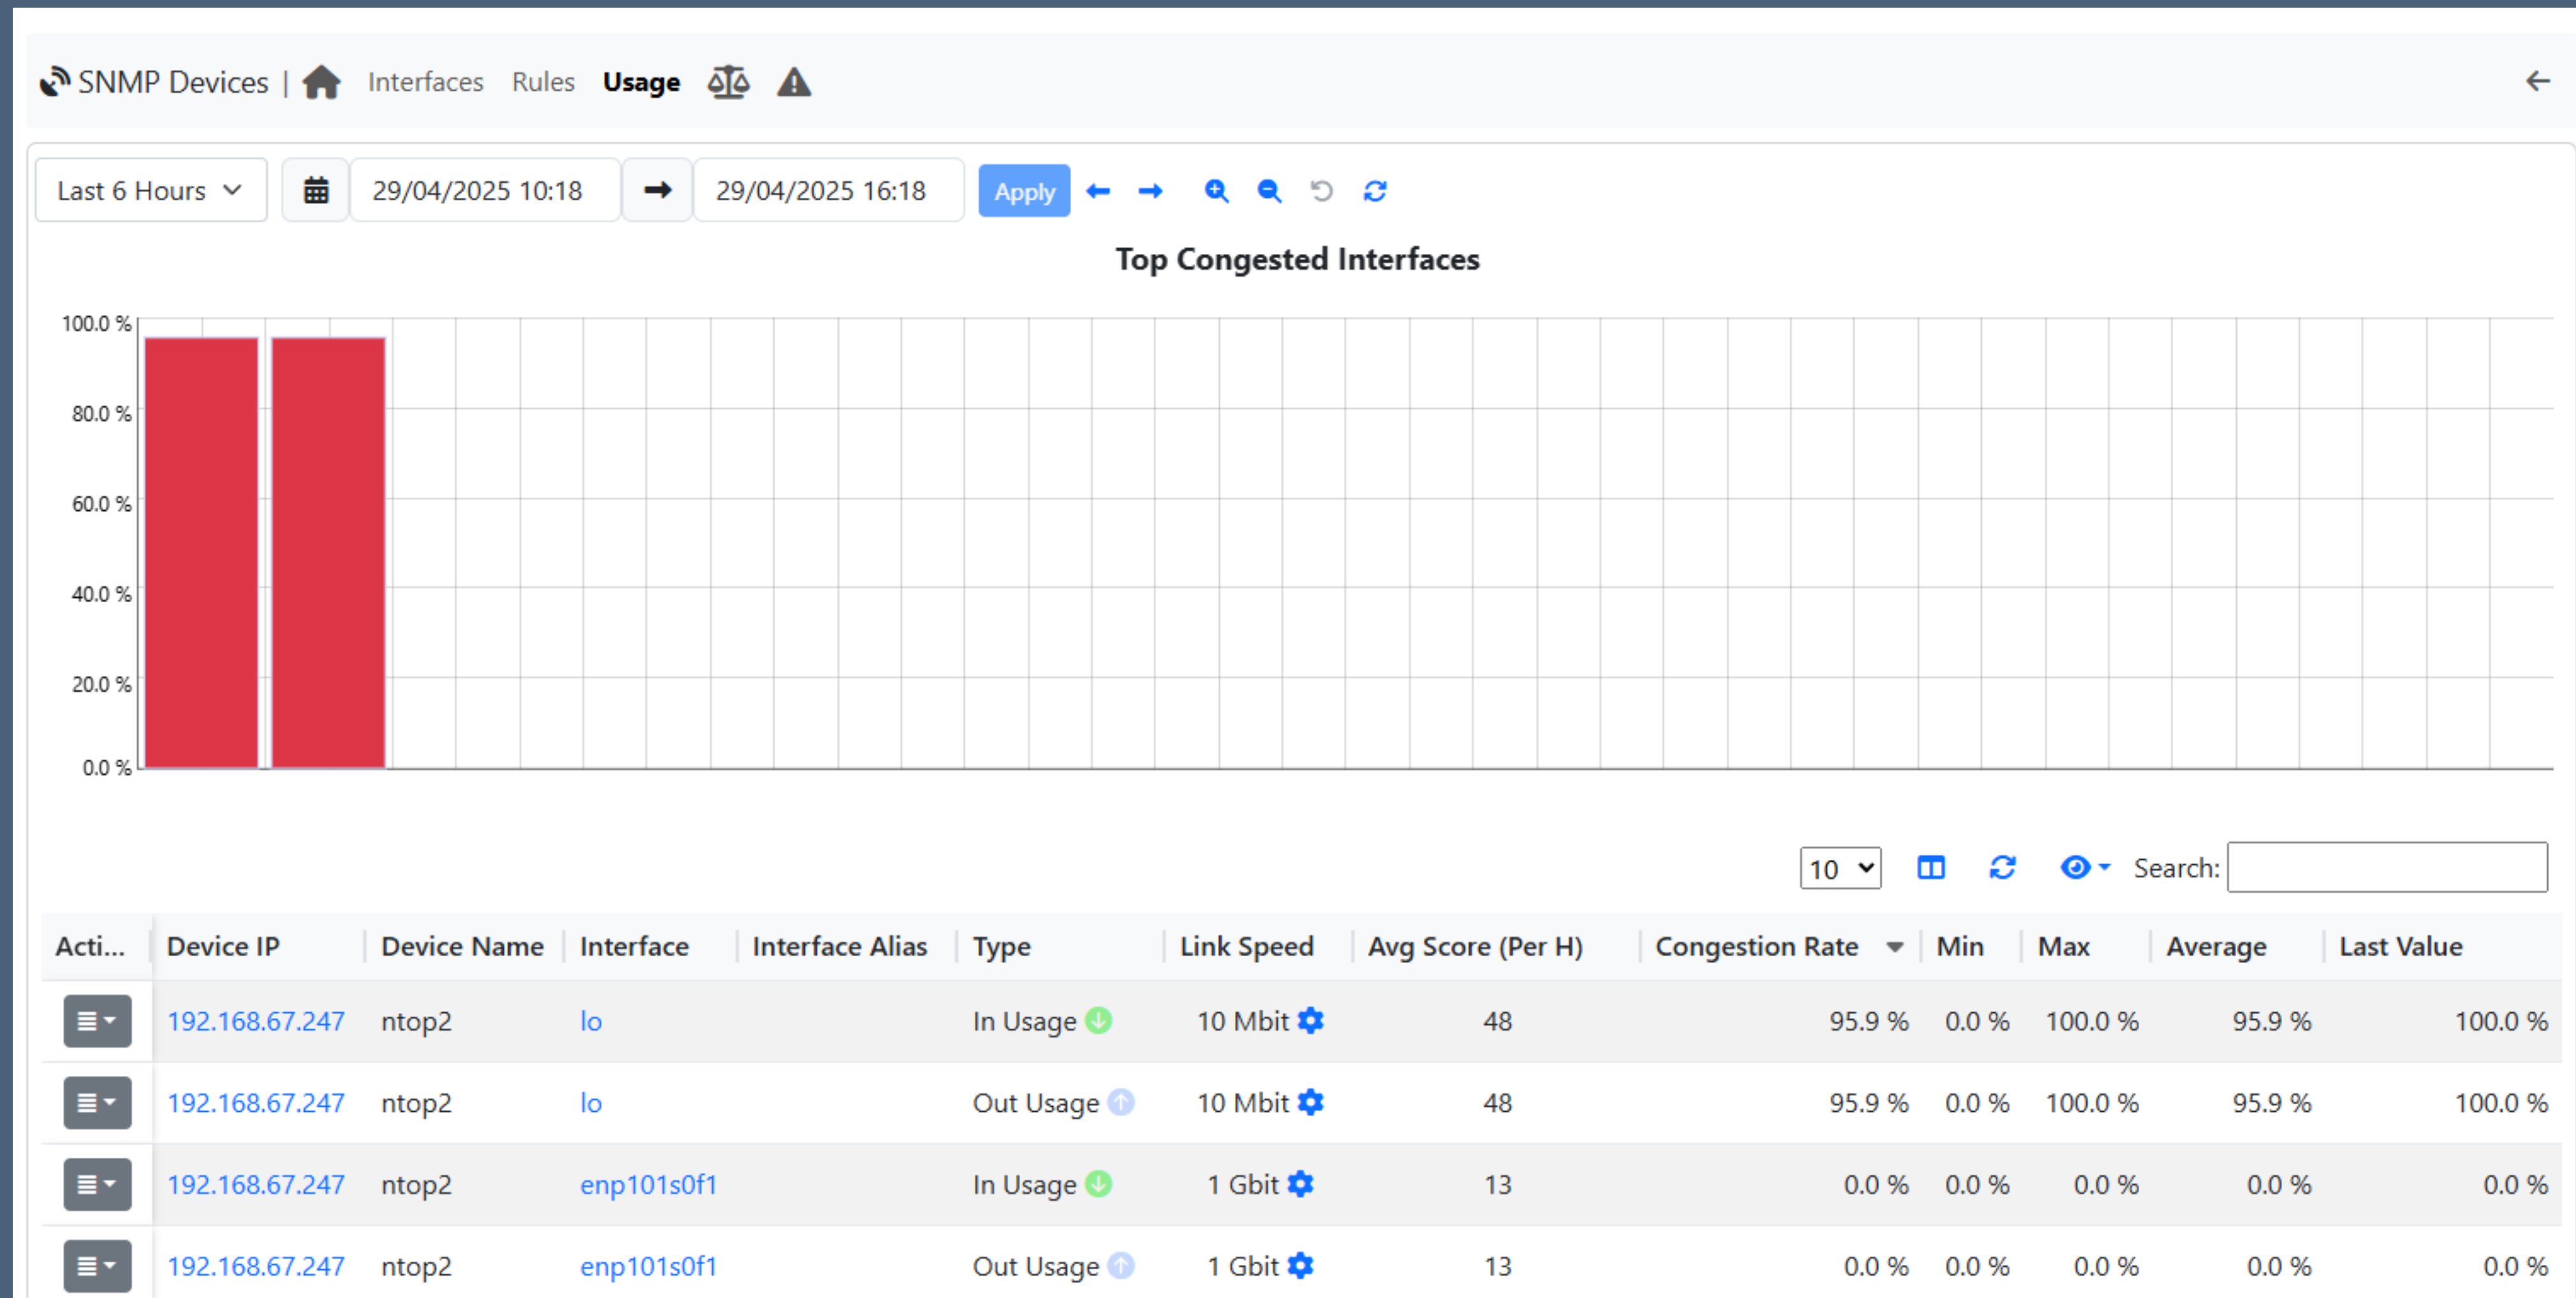 SNMP Devices | Interfaces Rules Usage
Last 6 Hours 29/04/2025 10:18 29/04/2025 16:18 Apply
Top Congested Interfaces
100.0 %
80.0 %
60.0 %
40.0 %
20.0 %
0.0 %
10 Search:
Acti... Device IP Device Name Interface Interface Alias Type Link Speed Avg Score (Per H) Congestion Rate Min Max Average Last Value
192.168.67.247 ntop2 lo In Usage 10 Mbit 48 95.9 % 0.0 % 100.0 % 95.9 % 100.0 %
192.168.67.247 ntop2 lo Out Usage 10 Mbit 48 95.9 % 0.0 % 100.0 % 95.9 % 100.0 %
192.168.67.247 ntop2 enp101s0f1 In Usage 1 Gbit 13 0.0 % 0.0 % 0.0 % 0.0 % 0.0 %
192.168.67.247 ntop2 enp101s0f1 Out Usage 1 Gbit 13 0.0 % 0.0 % 0.0 % 0.0 % 0.0 %